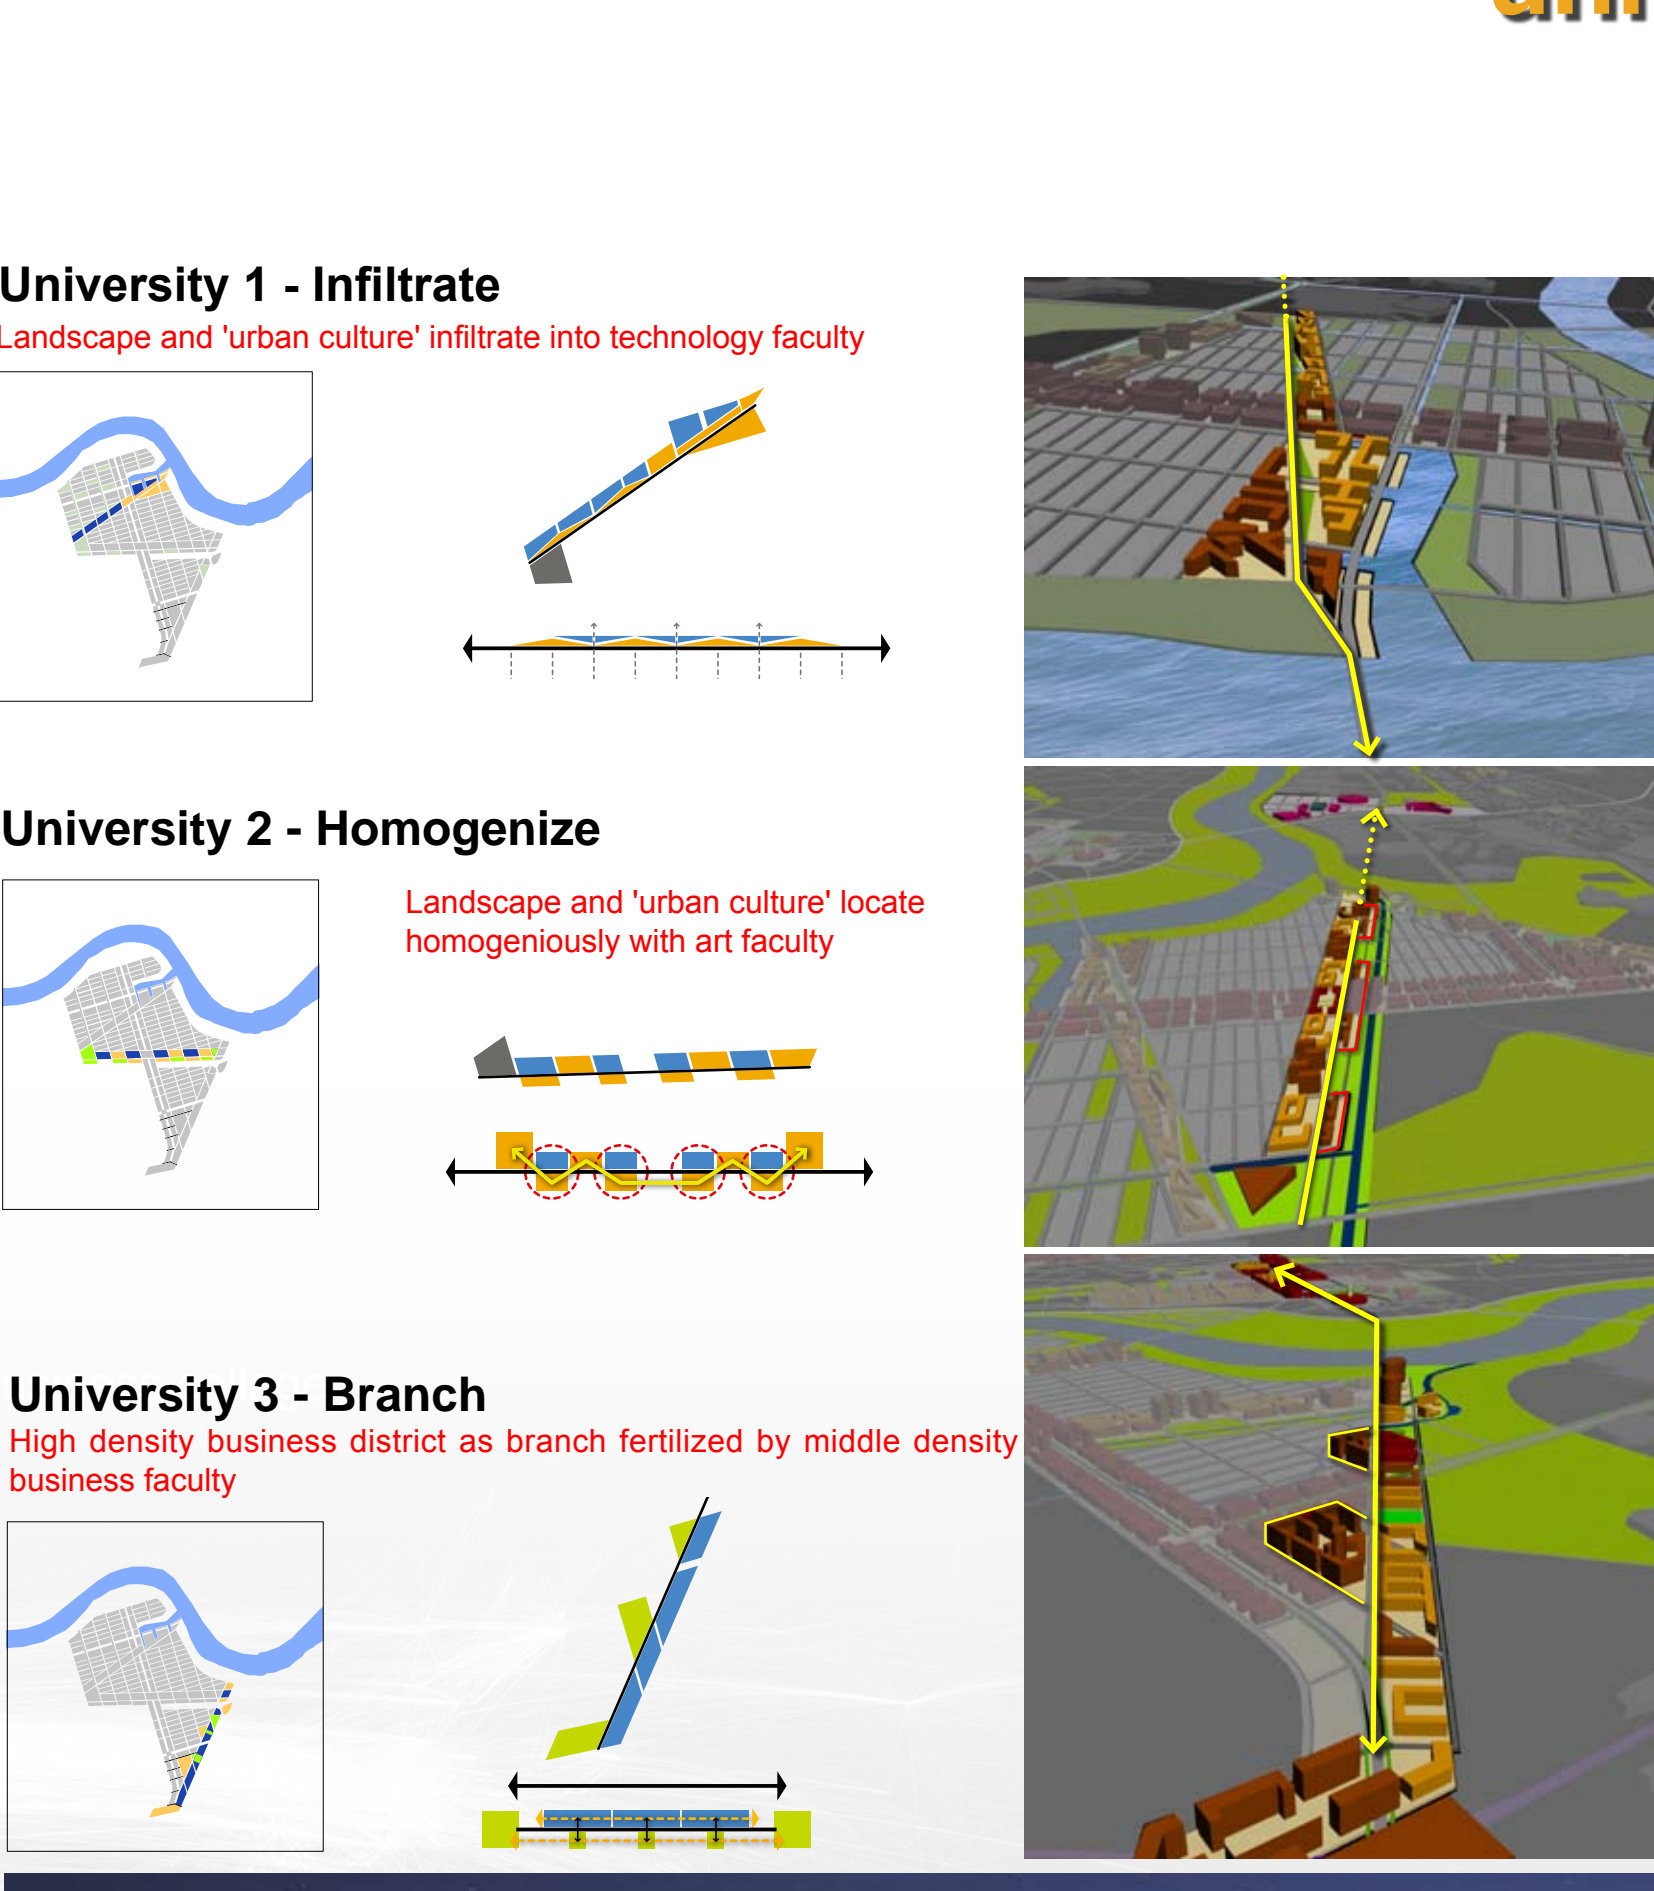 University 1 - Infiltrate
Landscape and 'urban culture' infiltrate into technology faculty
University 2 - Homogenize
Landscape and 'urban culture' locate
homogeniously with art faculty
University 3 - Branch
High density business district as branch fertilized by middle density
business faculty